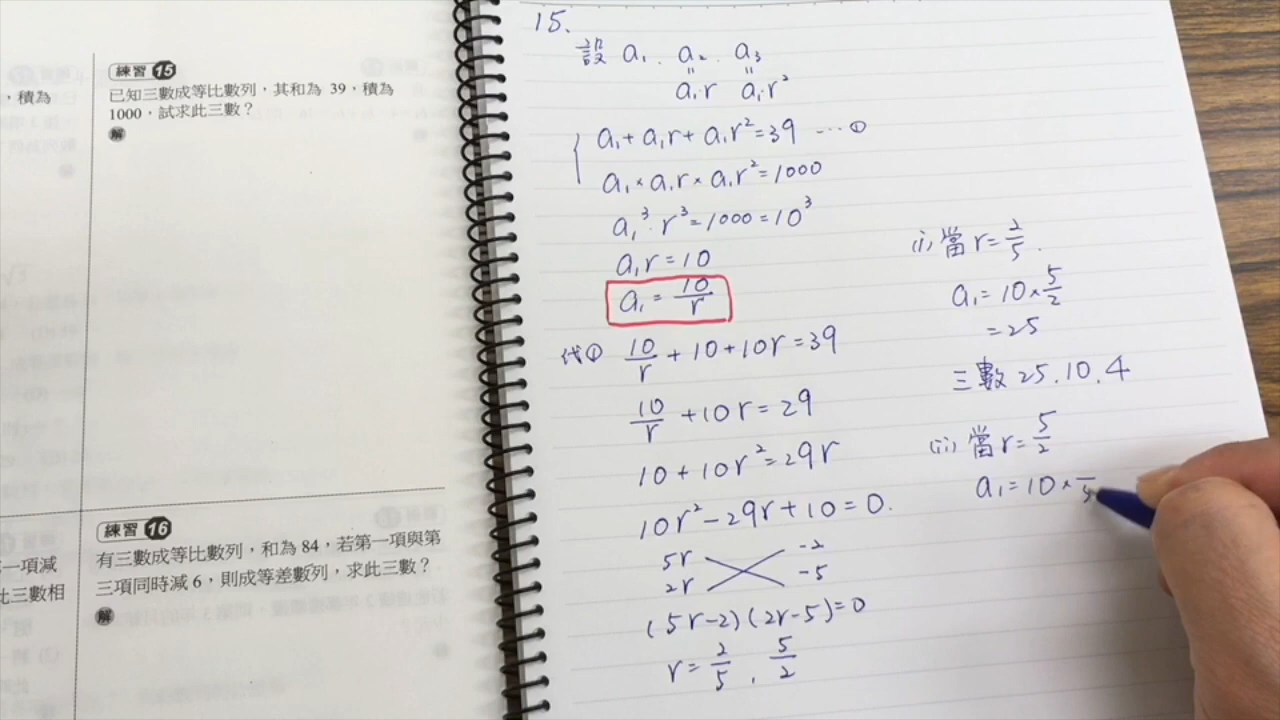 ，積為
練習 15
已知三數成等比數列，其和為 39，積為
1000，試求此三數？
解
第一項減
此三數相
練習 16
有三數成等比數列，和為 84，若第一項與第
三項同時減 6，則成等差數列，求此三數？
解
15.
設 a₁. a₂. a₃
" "
a₁r a₁r²
a₁+a₁r+a₁r²=39 ⋯①
a₁×a₁r×a₁r²=1000
a₁³·r³=1000=10³
a₁r=10
a₁=10/r
代① 10/r+10+10r=39
10/r+10r=29
10+10r²=29r
10r²-29r+10=0.
5r -2
2r -5
(5r-2)(2r-5)=0
r=2/5, 5/2
(i) 當 r=2/5.
a₁=10×5/2
=25
三數 25.10.4
(ii) 當 r=5/2
a₁=10×